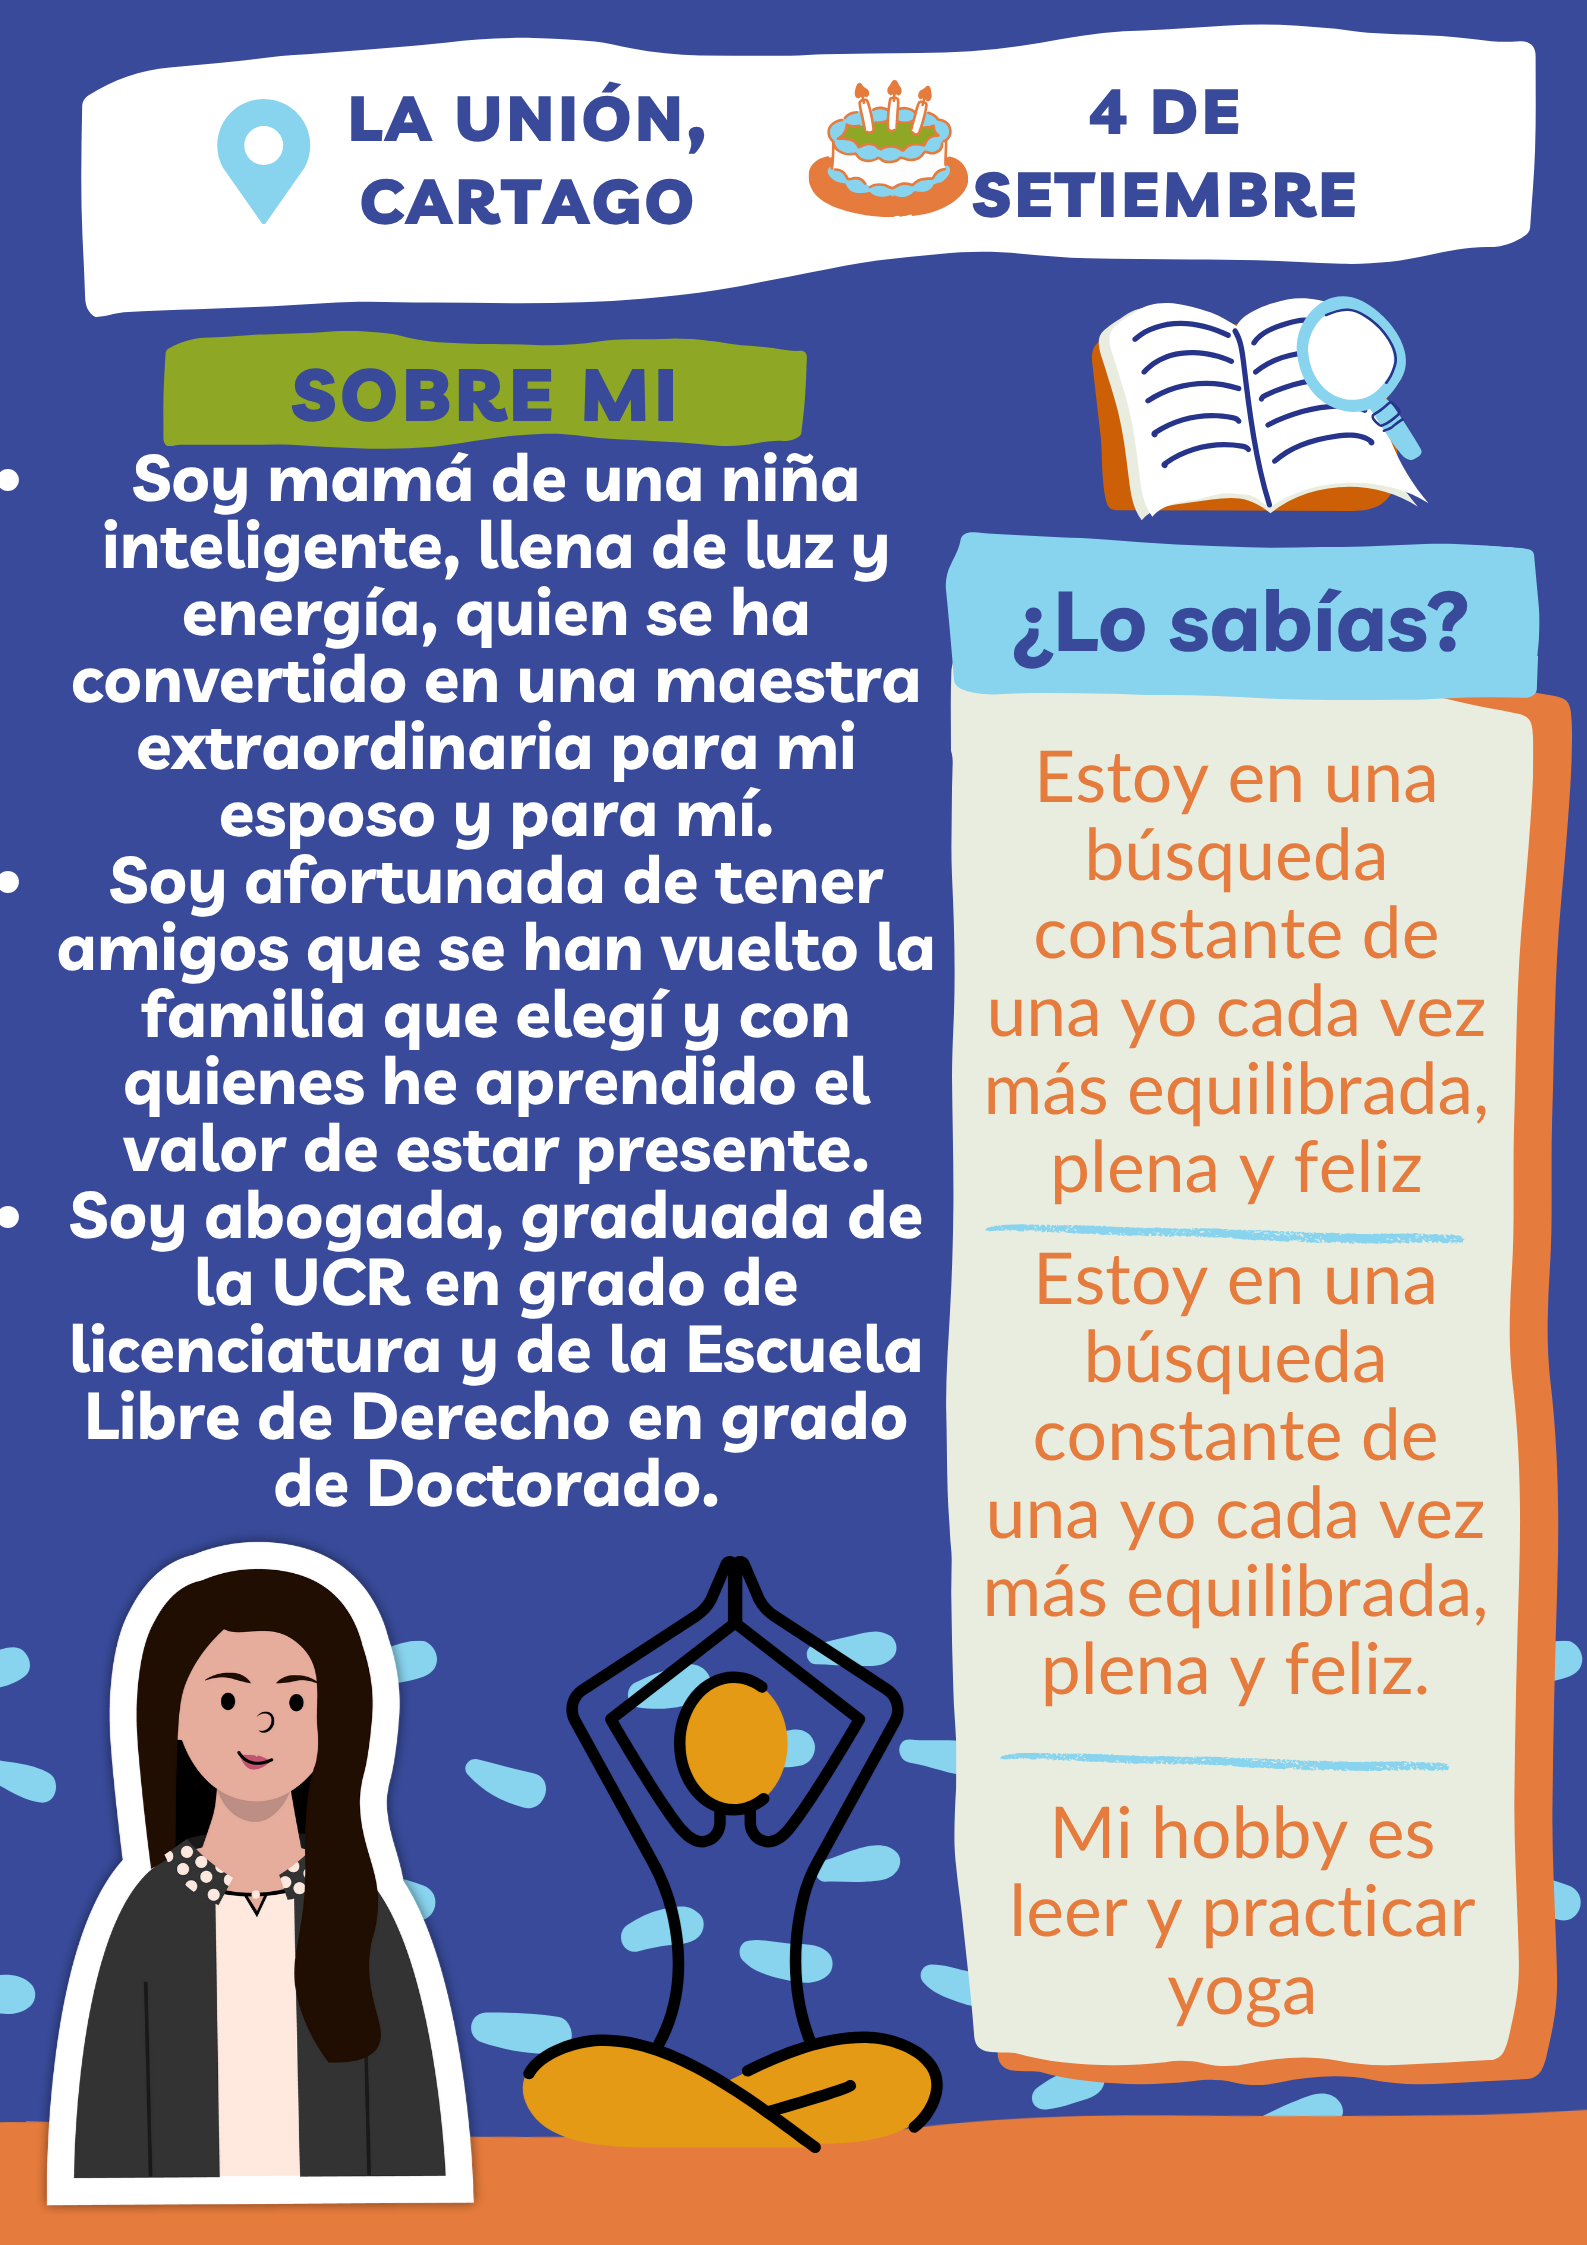 LA UNIÓN,
CARTAGO
4 DE
SETIEMBRE
SOBRE MI
• Soy mamá de una niña
inteligente, llena de luz y
energía, quien se ha
convertido en una maestra
extraordinaria para mi
esposo y para mí.
• Soy afortunada de tener
amigos que se han vuelto la
familia que elegí y con
quienes he aprendido el
valor de estar presente.
• Soy abogada, graduada de
la UCR en grado de
licenciatura y de la Escuela
Libre de Derecho en grado
de Doctorado.
¿Lo sabías?
Estoy en una
búsqueda
constante de
una yo cada vez
más equilibrada,
plena y feliz
Estoy en una
búsqueda
constante de
una yo cada vez
más equilibrada,
plena y feliz.
Mi hobby es
leer y practicar
yoga